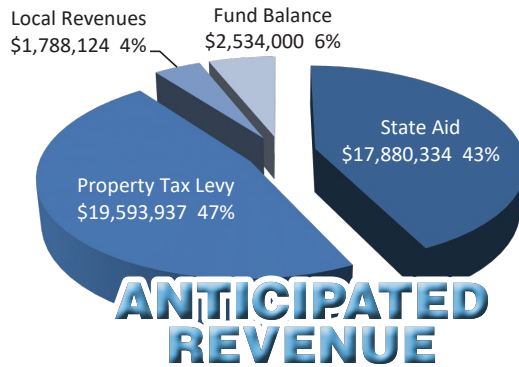 Local Revenues
$1,788,124 4%
Fund Balance
$2,534,000 6%
State Aid
$17,880,334 43%
Property Tax Levy
$19,593,937 47%
ANTICIPATED
REVENUE